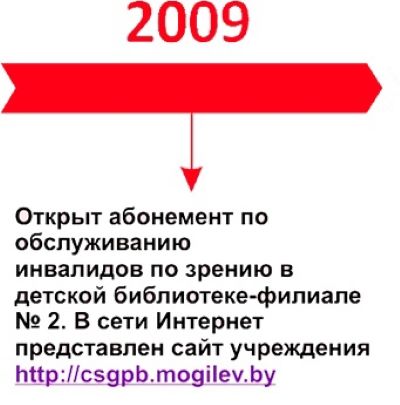 2009
Открыт абонемент по
обслуживанию
инвалидов по зрению в
детской библиотеке-филиале
№ 2. В сети Интернет
представлен сайт учреждения
http://csgpb.mogilev.by